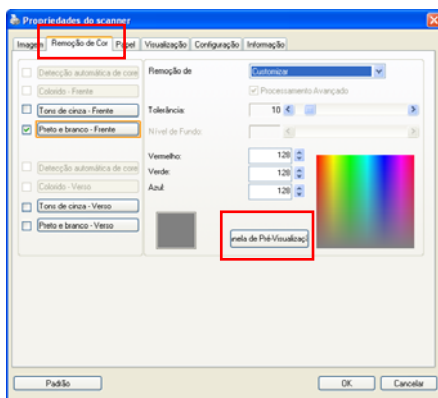 Propriedades do scanner
Imagem Remoção de Cor Papel Visualização Configuração Informação
Detecção automática de core
Colorido - Frente
Tons de cinza - Frente
Preto e branco - Frente
Detecção automática de core
Colorido - Verso
Tons de cinza - Verso
Preto e branco - Verso
Remoção de Customizar
Processamento Avançado
Tolerância: 10
Nível de Fundo:
Vermelho: 128
Verde: 128
Azul: 128
nela de Pré-Visualizaçã
Padrão OK Cancelar